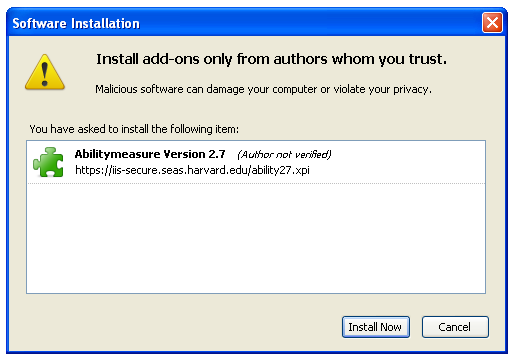 Software Installation
Install add-ons only from authors whom you trust.
Malicious software can damage your computer or violate your privacy.
You have asked to install the following item:
Abilitymeasure Version 2.7 (Author not verified)
https://iis-secure.seas.harvard.edu/ability27.xpi
Install Now Cancel